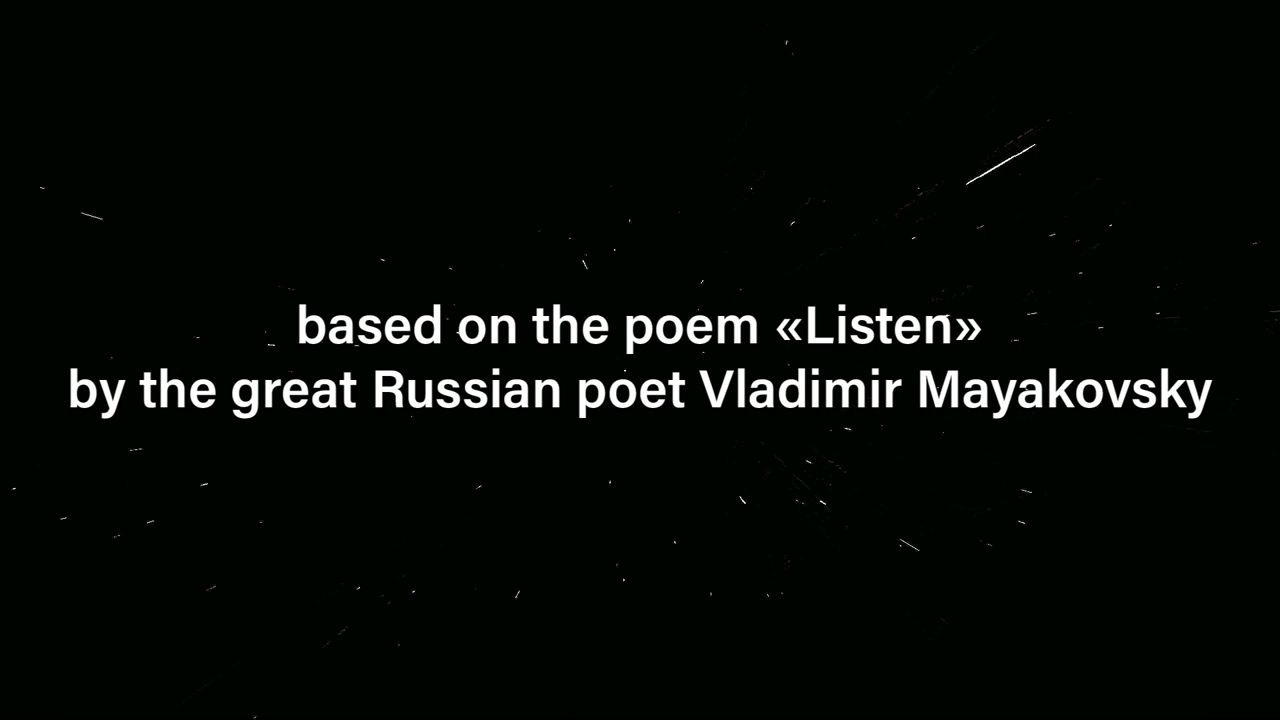 based on the poem «Listen»
by the great Russian poet Vladimir Mayakovsky